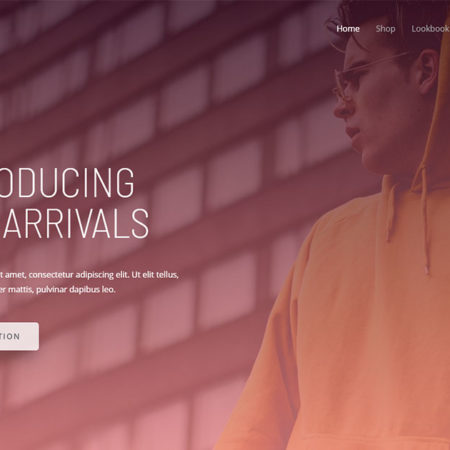 Home Shop Lookbook
ODUCING
ARRIVALS
t amet, consectetur adipiscing elit. Ut elit tellus,
er mattis, pulvinar dapibus leo.
TION